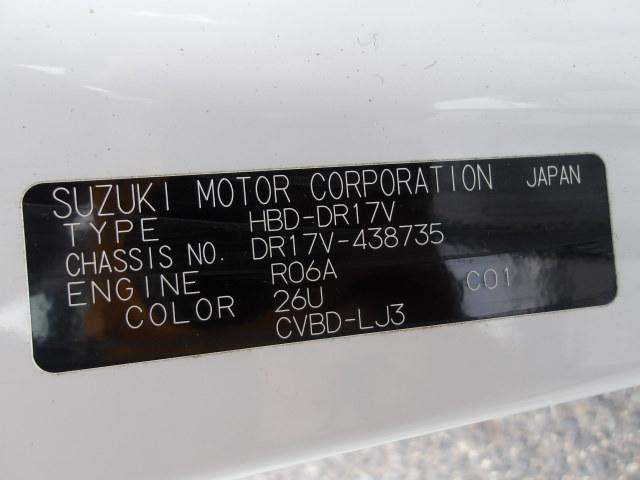 SUZUKI MOTOR CORPORATION JAPAN
TYPE HBD-DR17V
CHASSIS NO. DR17V-438735
ENGINE R06A C01
COLOR 26U
CVBD-LJ3